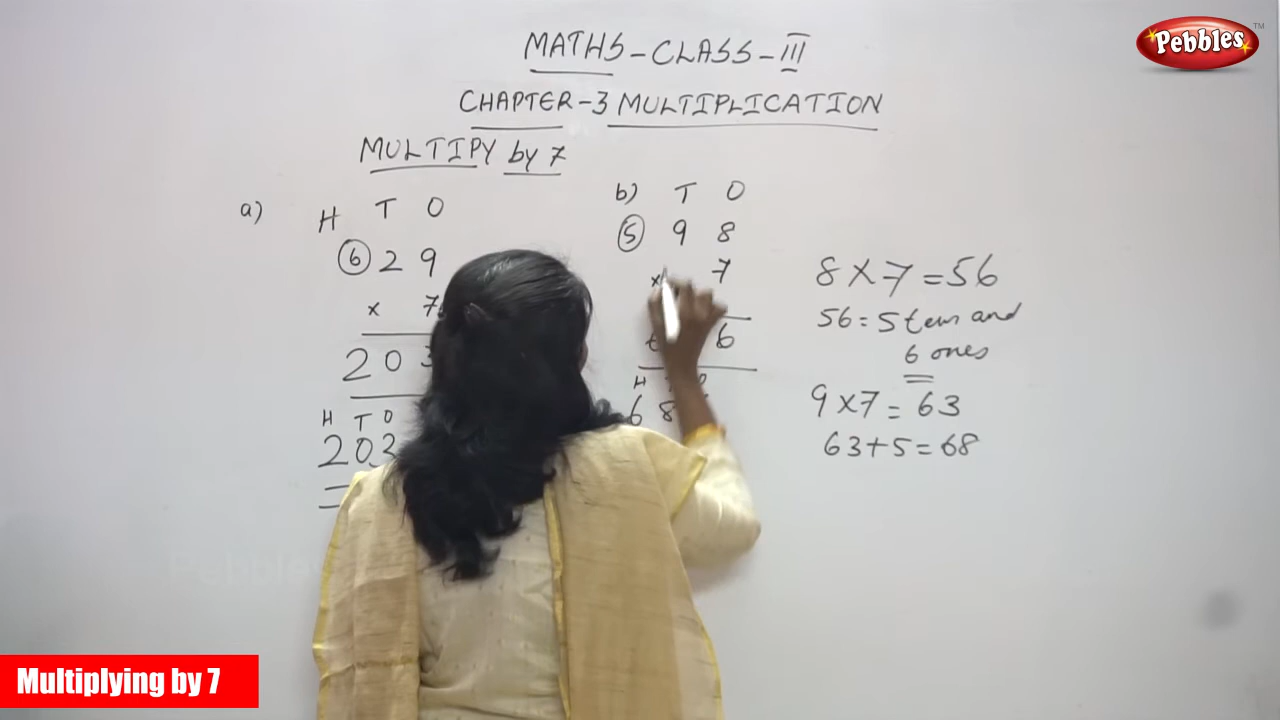 Pebbles TM
MATHS - CLASS - III
CHAPTER - 3 MULTIPLICATION
MULTIPY by 7
a)
H T O
6 2 9
x 7
2 0 3
H T O
2 0 3
b) T O
5 9 8
x 7
6
H
6 8
8 X 7 = 56
56 = 5 tens and
6 ones
9 X 7 = 63
63 + 5 = 68
Multiplying by 7